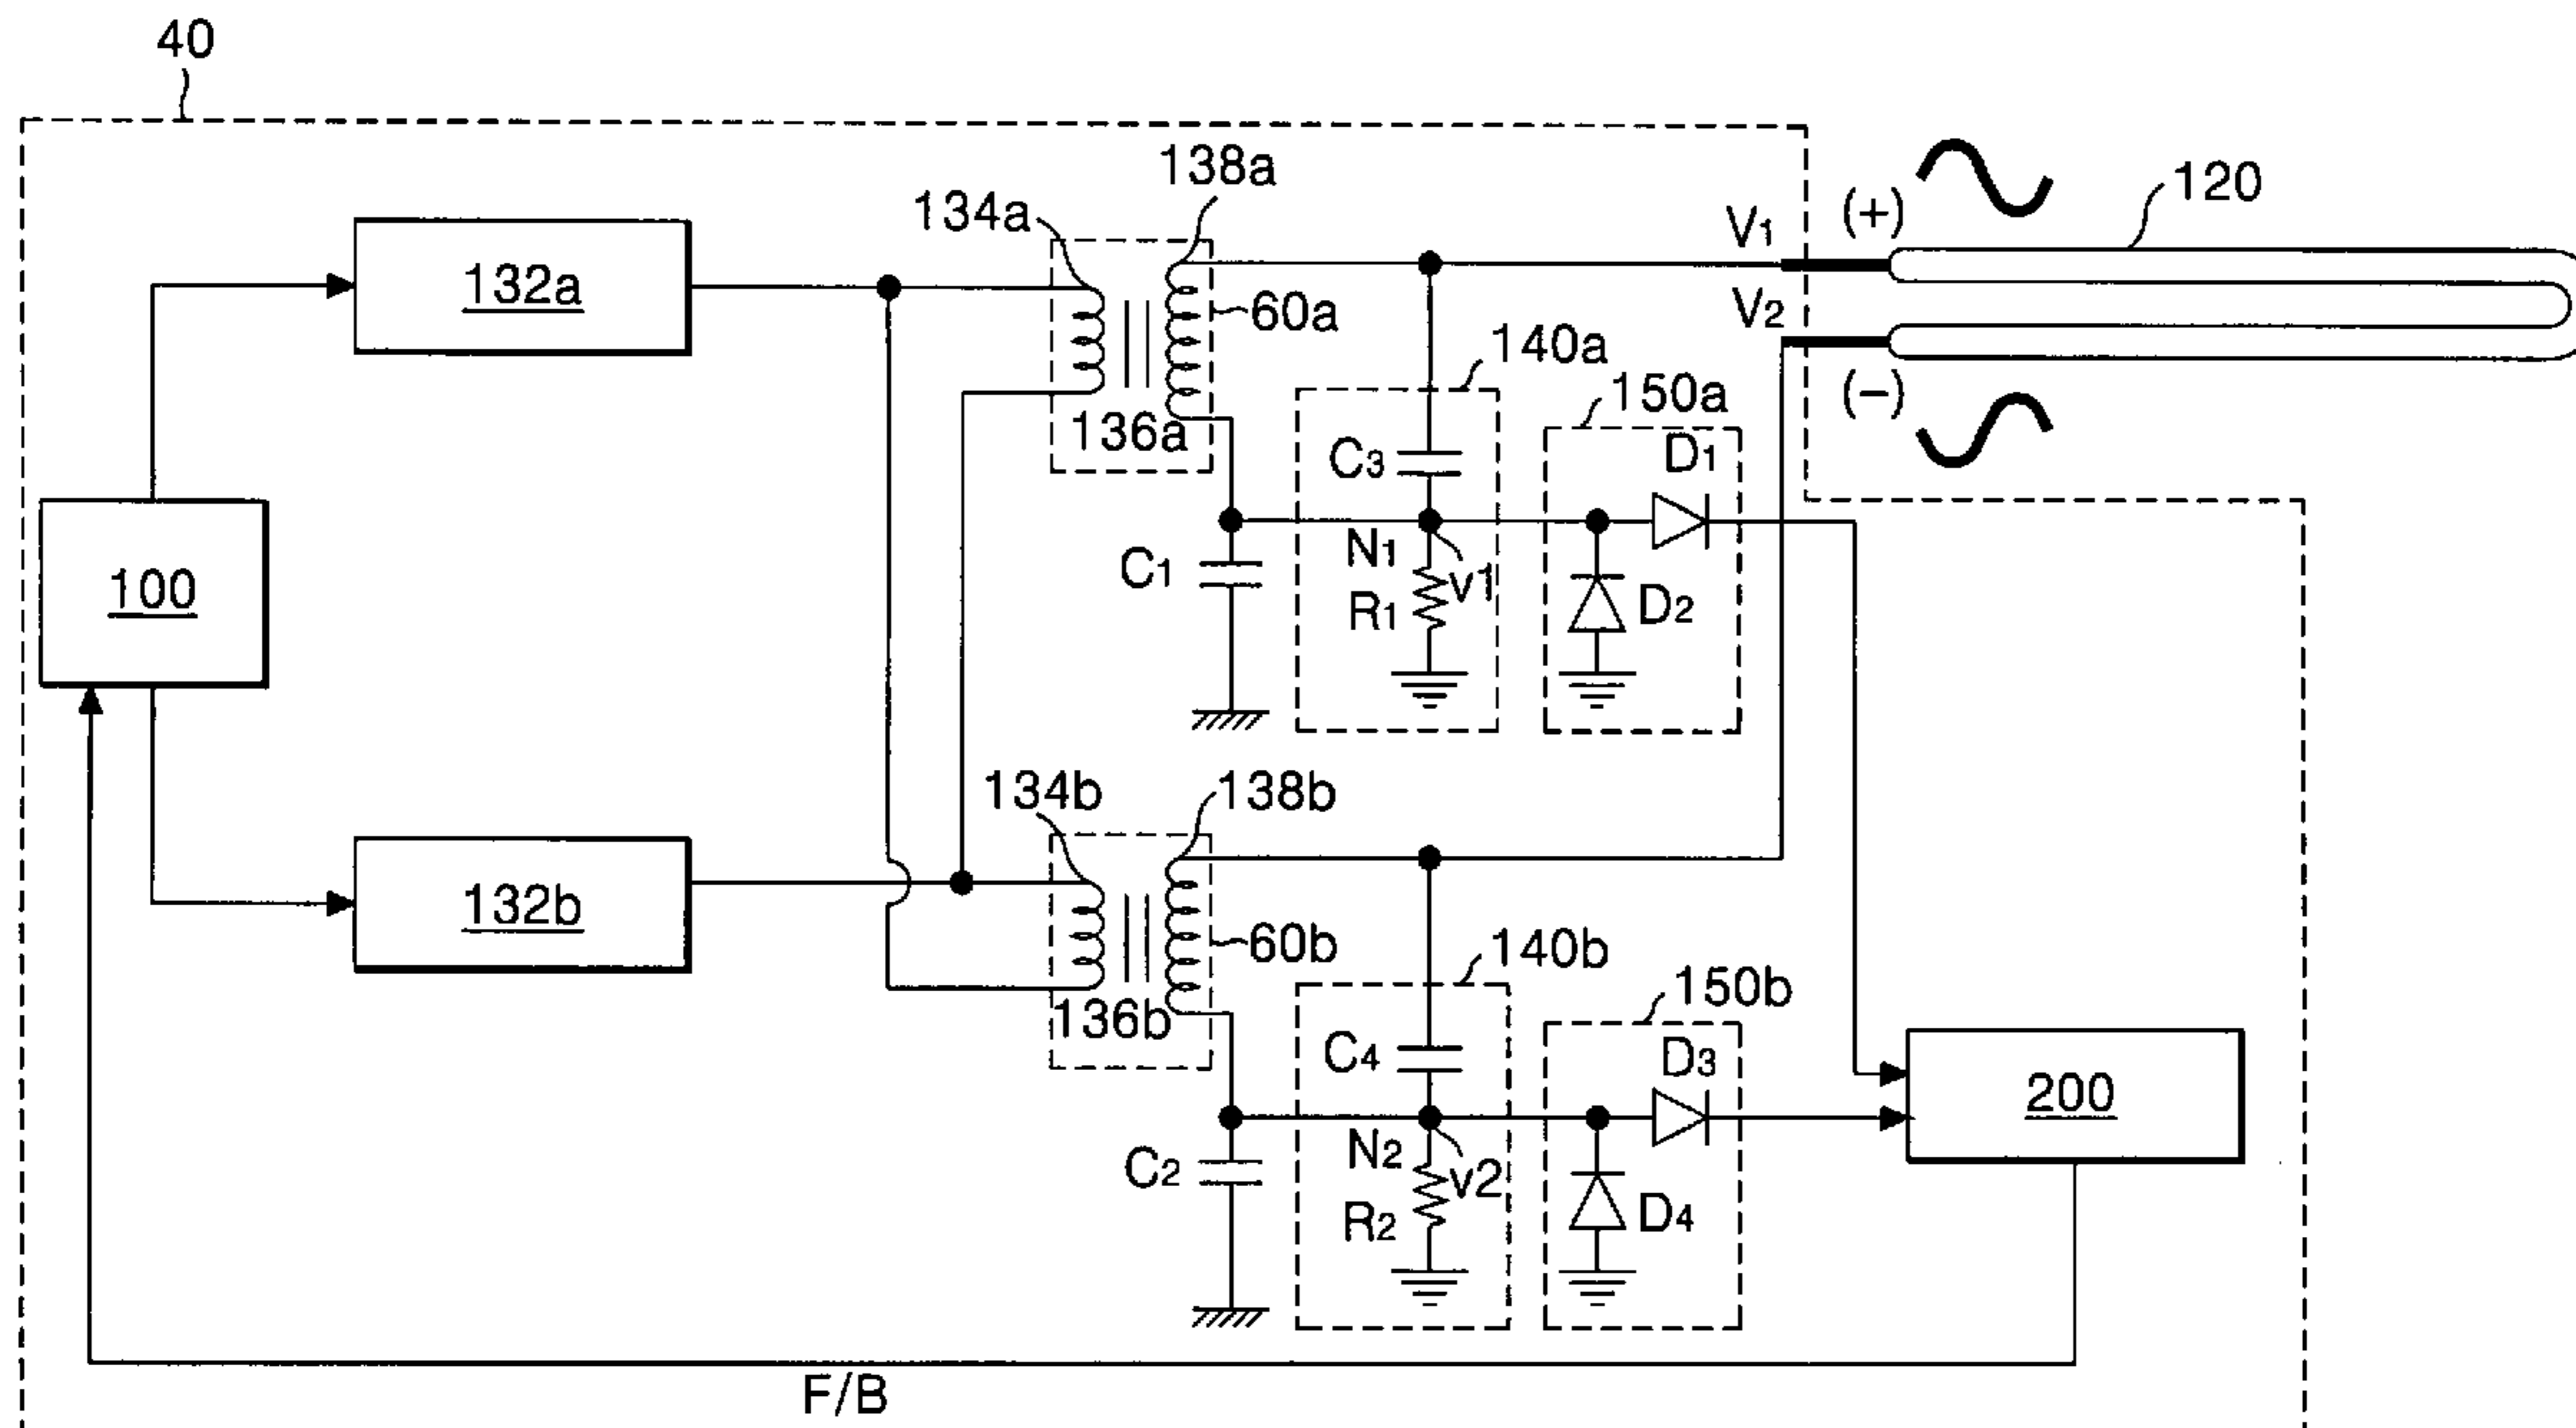 40
138a
134a
132a
V1
(+)
120
V2
60a
140a
(−)
150a
136a
C3
D1
100
C1
N1
v1
R1
D2
134b
138b
132b
60b
140b
150b
136b
C4
D3
200
C2
N2
v2
R2
D4
F/B